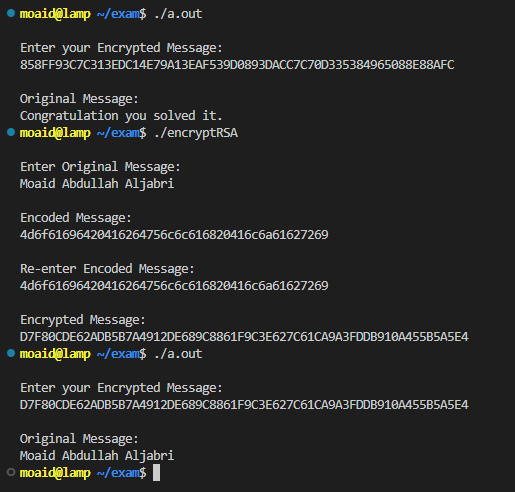 moaid@lamp ~/exam$ ./a.out
Enter your Encrypted Message:
858FF93C7C313EDC14E79A13EAF539D0893DACC7C70D335384965088E88AFC
Original Message:
Congratulation you solved it.
moaid@lamp ~/exam$ ./encryptRSA
Enter Original Message:
Moaid Abdullah Aljabri
Encoded Message:
4d6f61696420416264756c6c616820416c6a61627269
Re-enter Encoded Message:
4d6f61696420416264756c6c616820416c6a61627269
Encrypted Message:
D7F80CDE62ADB5B7A4912DE689C8861F9C3E627C61CA9A3FDDB910A455B5A5E4
moaid@lamp ~/exam$ ./a.out
Enter your Encrypted Message:
D7F80CDE62ADB5B7A4912DE689C8861F9C3E627C61CA9A3FDDB910A455B5A5E4
Original Message:
Moaid Abdullah Aljabri
moaid@lamp ~/exam$